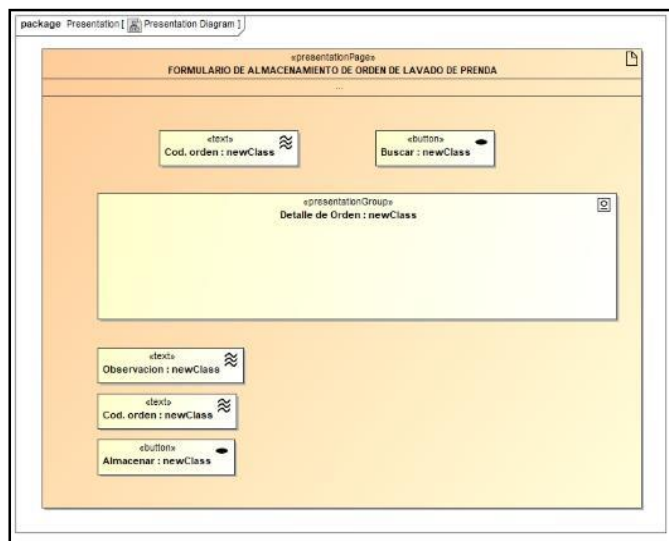 package Presentation [ Presentation Diagram ]
«presentationPage»
FORMULARIO DE ALMACENAMIENTO DE ORDEN DE LAVADO DE PRENDA
...
«text»
Cod. orden : newClass
«button»
Buscar : newClass
«presentationGroup»
Detalle de Orden : newClass
«text»
Observacion : newClass
«text»
Cod. orden : newClass
«button»
Almacenar : newClass